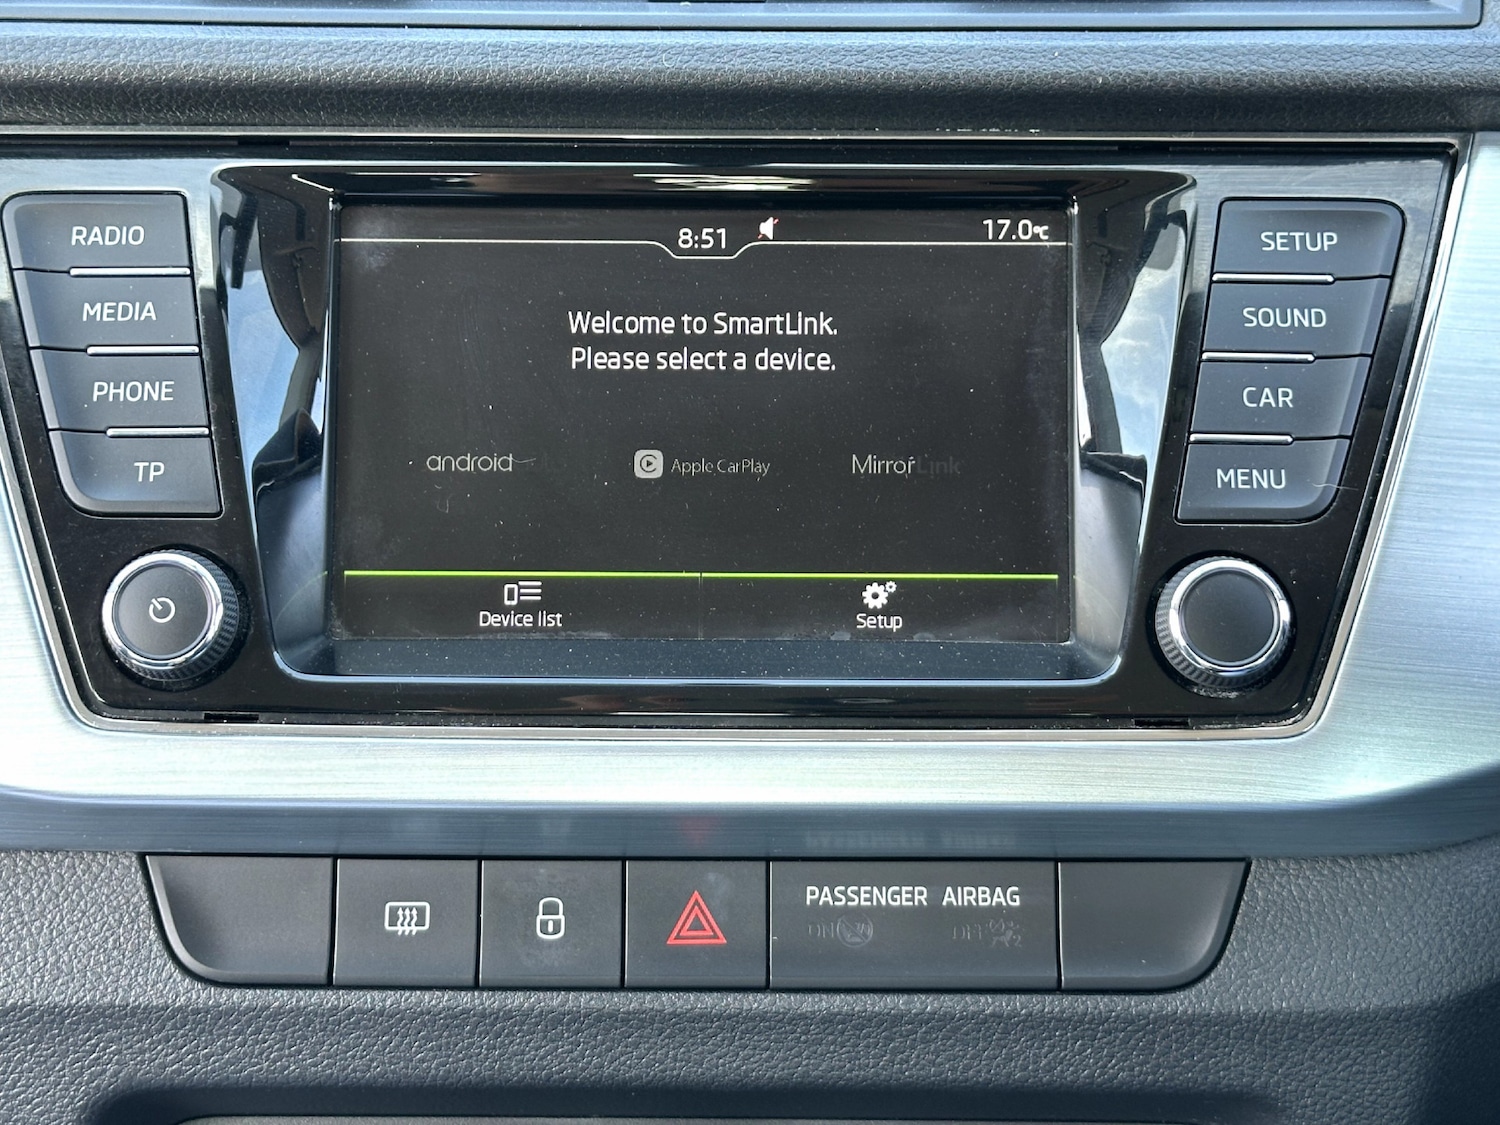 RADIO
MEDIA
PHONE
TP
8:51
17.0°C
Welcome to SmartLink.
Please select a device.
android
Apple CarPlay
MirrorLink
Device list
Setup
SETUP
SOUND
CAR
MENU
PASSENGER AIRBAG
ON
OFF